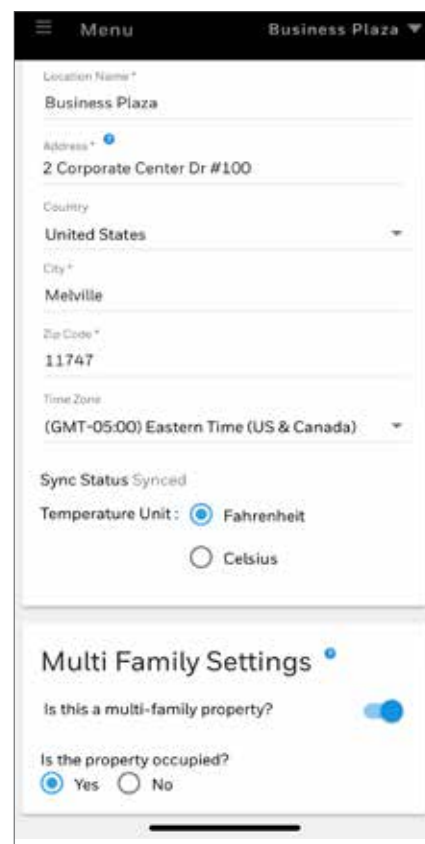 Menu
Business Plaza
Location Name*
Business Plaza
Address*
2 Corporate Center Dr #100
Country
United States
City*
Melville
Zip Code*
11747
Time Zone
(GMT-05:00) Eastern Time (US & Canada)
Sync Status Synced
Temperature Unit: Fahrenheit
Celsius
Multi Family Settings
Is this a multi-family property?
Is the property occupied?
Yes No